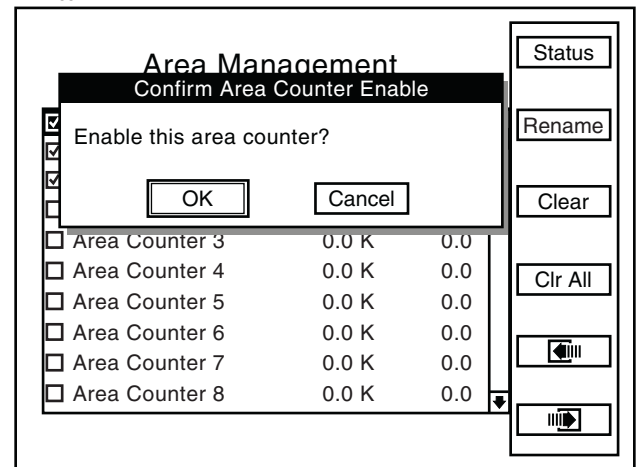 Area Management
Confirm Area Counter Enable
Enable this area counter?
OK
Cancel
Area Counter 3 0.0 K 0.0
Area Counter 4 0.0 K 0.0
Area Counter 5 0.0 K 0.0
Area Counter 6 0.0 K 0.0
Area Counter 7 0.0 K 0.0
Area Counter 8 0.0 K 0.0
Status
Rename
Clear
Clr All